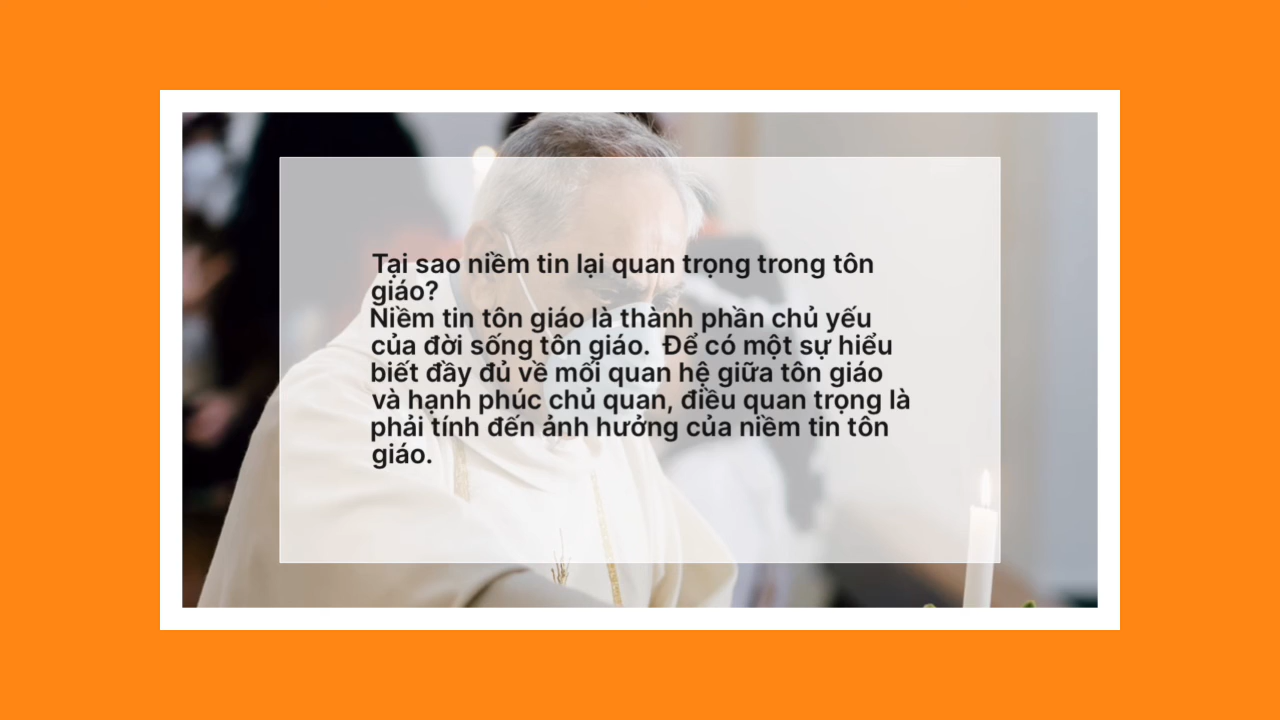 Tại sao niềm tin lại quan trọng trong tôn
giáo?
Niềm tin tôn giáo là thành phần chủ yếu
của đời sống tôn giáo.  Để có một sự hiểu
biết đầy đủ về mối quan hệ giữa tôn giáo
và hạnh phúc chủ quan, điều quan trọng là
phải tính đến ảnh hưởng của niềm tin tôn
giáo.